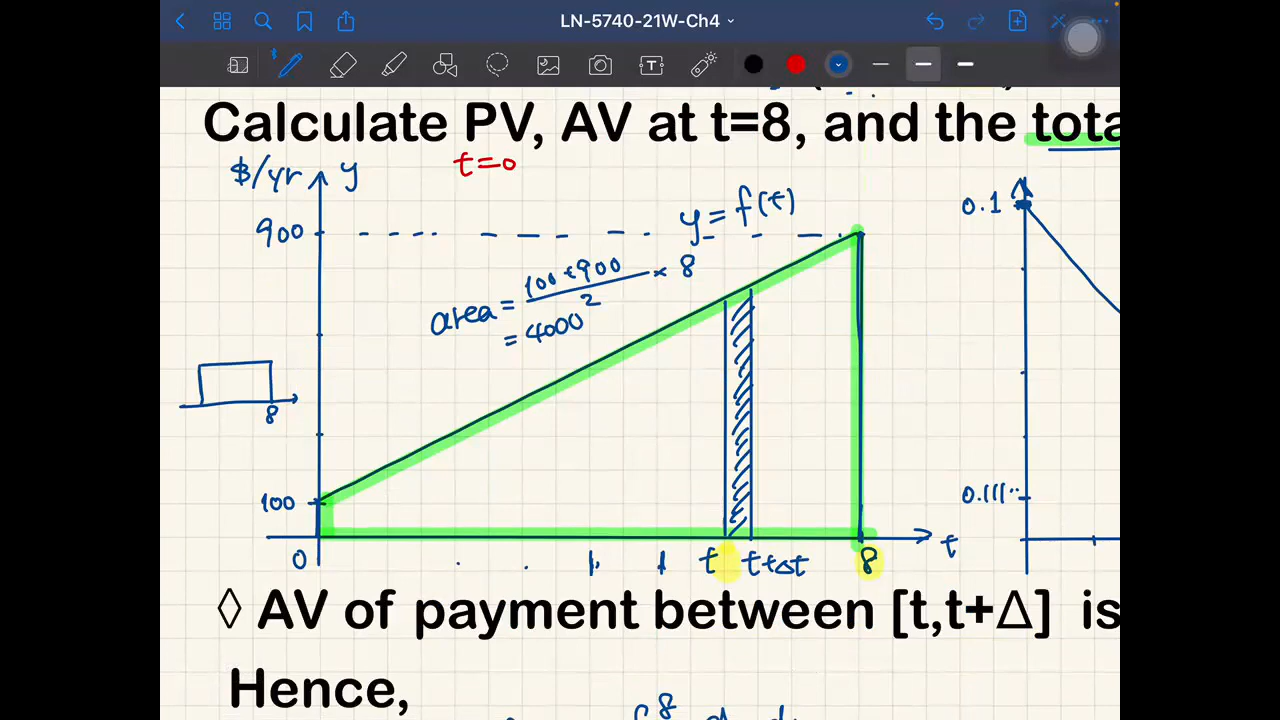 LN-5740-21W-Ch4
Calculate PV, AV at t=8, and the tota
t=0
$/yr y
y = f(t)
900
0.1
area = 100+900 / 2 × 8
= 4000
8
100
0.111··
0 t t+Δt 8 t
◊ AV of payment between [t,t+Δ] is
Hence,